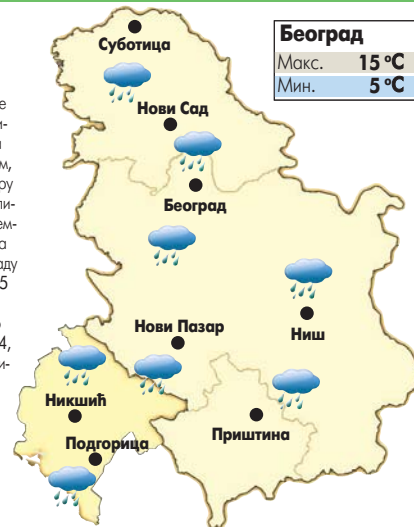 Суботица
Београд
Макс. 15 °C
Мин. 5 °C
Нови Сад
Београд
Нови Пазар
Ниш
Никшић
Подгорица
Приштина